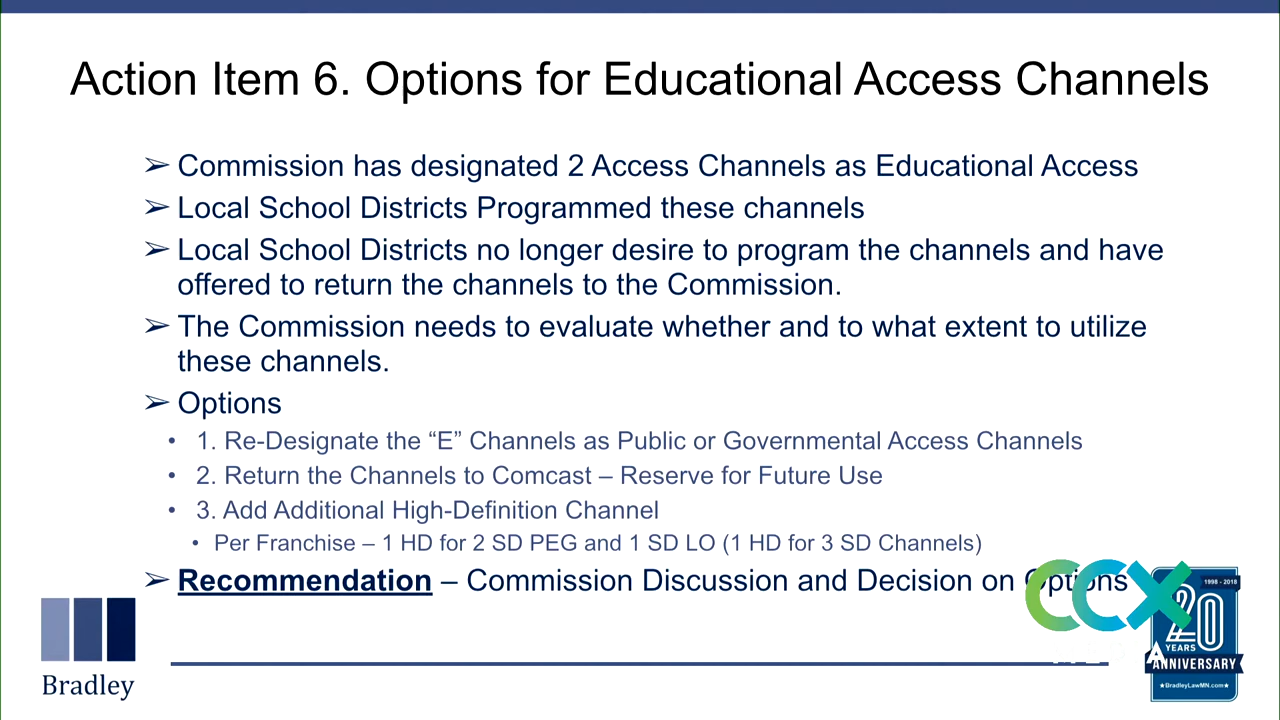 Action Item 6. Options for Educational Access Channels
➢ Commission has designated 2 Access Channels as Educational Access
➢ Local School Districts Programmed these channels
➢ Local School Districts no longer desire to program the channels and have
offered to return the channels to the Commission.
➢ The Commission needs to evaluate whether and to what extent to utilize
these channels.
➢ Options
• 1. Re-Designate the “E” Channels as Public or Governmental Access Channels
• 2. Return the Channels to Comcast – Reserve for Future Use
• 3. Add Additional High-Definition Channel
• Per Franchise – 1 HD for 2 SD PEG and 1 SD LO (1 HD for 3 SD Channels)
➢ Recommendation – Commission Discussion and Decision on Options
Bradley
CCX
1998 - 2018
20
YEARS
ANNIVERSARY
★BradleyLawMN.com★